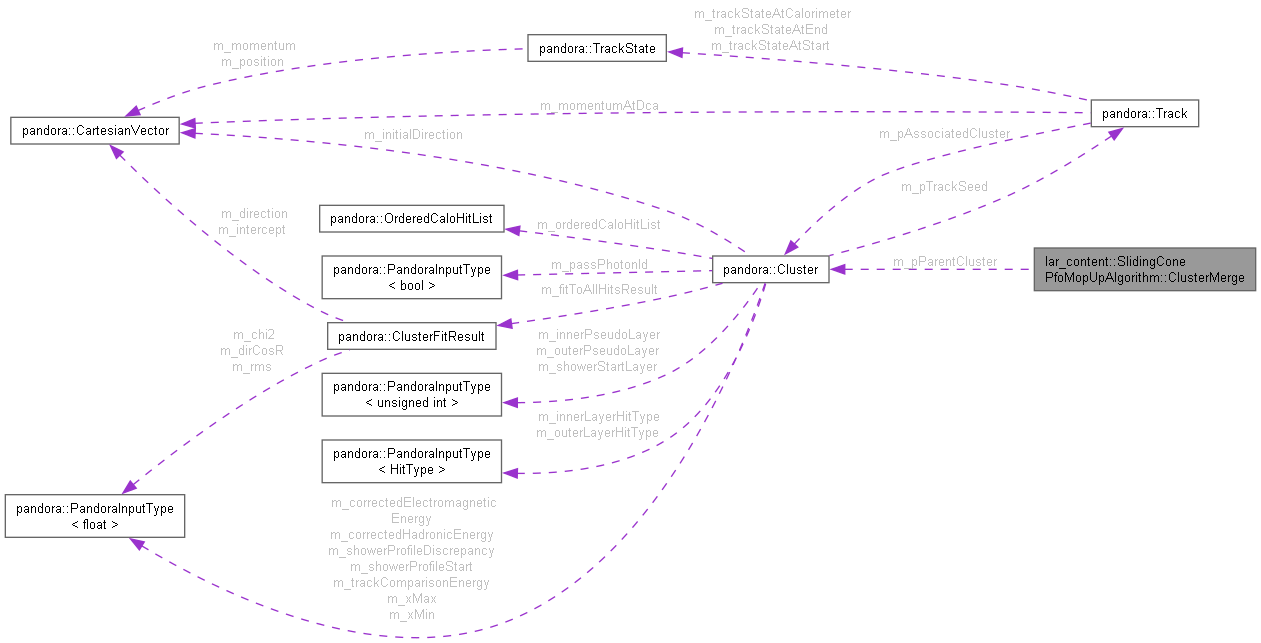 m_trackStateAtCalorimeter
m_trackStateAtEnd
m_trackStateAtStart
m_momentum
m_position
pandora::TrackState
m_momentumAtDca
pandora::Track
pandora::CartesianVector
m_initialDirection
m_pAssociatedCluster
m_pTrackSeed
m_direction
m_intercept
pandora::OrderedCaloHitList
m_orderedCaloHitList
pandora::PandoraInputType
< bool >
m_passPhotonId
pandora::Cluster
m_pParentCluster
lar_content::SlidingCone
PfoMopUpAlgorithm::ClusterMerge
m_fitToAllHitsResult
pandora::ClusterFitResult
m_chi2
m_dirCosR
m_rms
m_innerPseudoLayer
m_outerPseudoLayer
m_showerStartLayer
pandora::PandoraInputType
< unsigned int >
m_innerLayerHitType
m_outerLayerHitType
pandora::PandoraInputType
< HitType >
pandora::PandoraInputType
< float >
m_correctedElectromagnetic
Energy
m_correctedHadronicEnergy
m_showerProfileDiscrepancy
m_showerProfileStart
m_trackComparisonEnergy
m_xMax
m_xMin